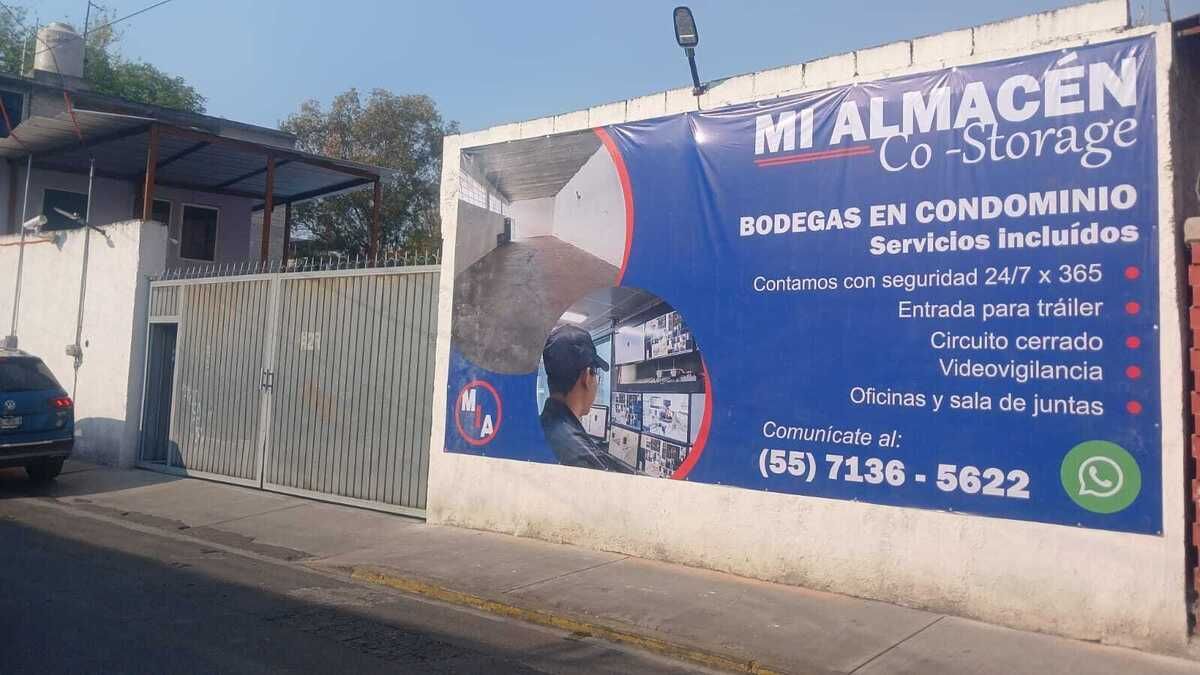 MI ALMACÉN
Co -Storage
BODEGAS EN CONDOMINIO
Servicios incluídos
Contamos con seguridad 24/7 x 365
Entrada para tráiler
Circuito cerrado
Videovigilancia
Oficinas y sala de juntas
Comunícate al:
(55) 7136 - 5622
MIA